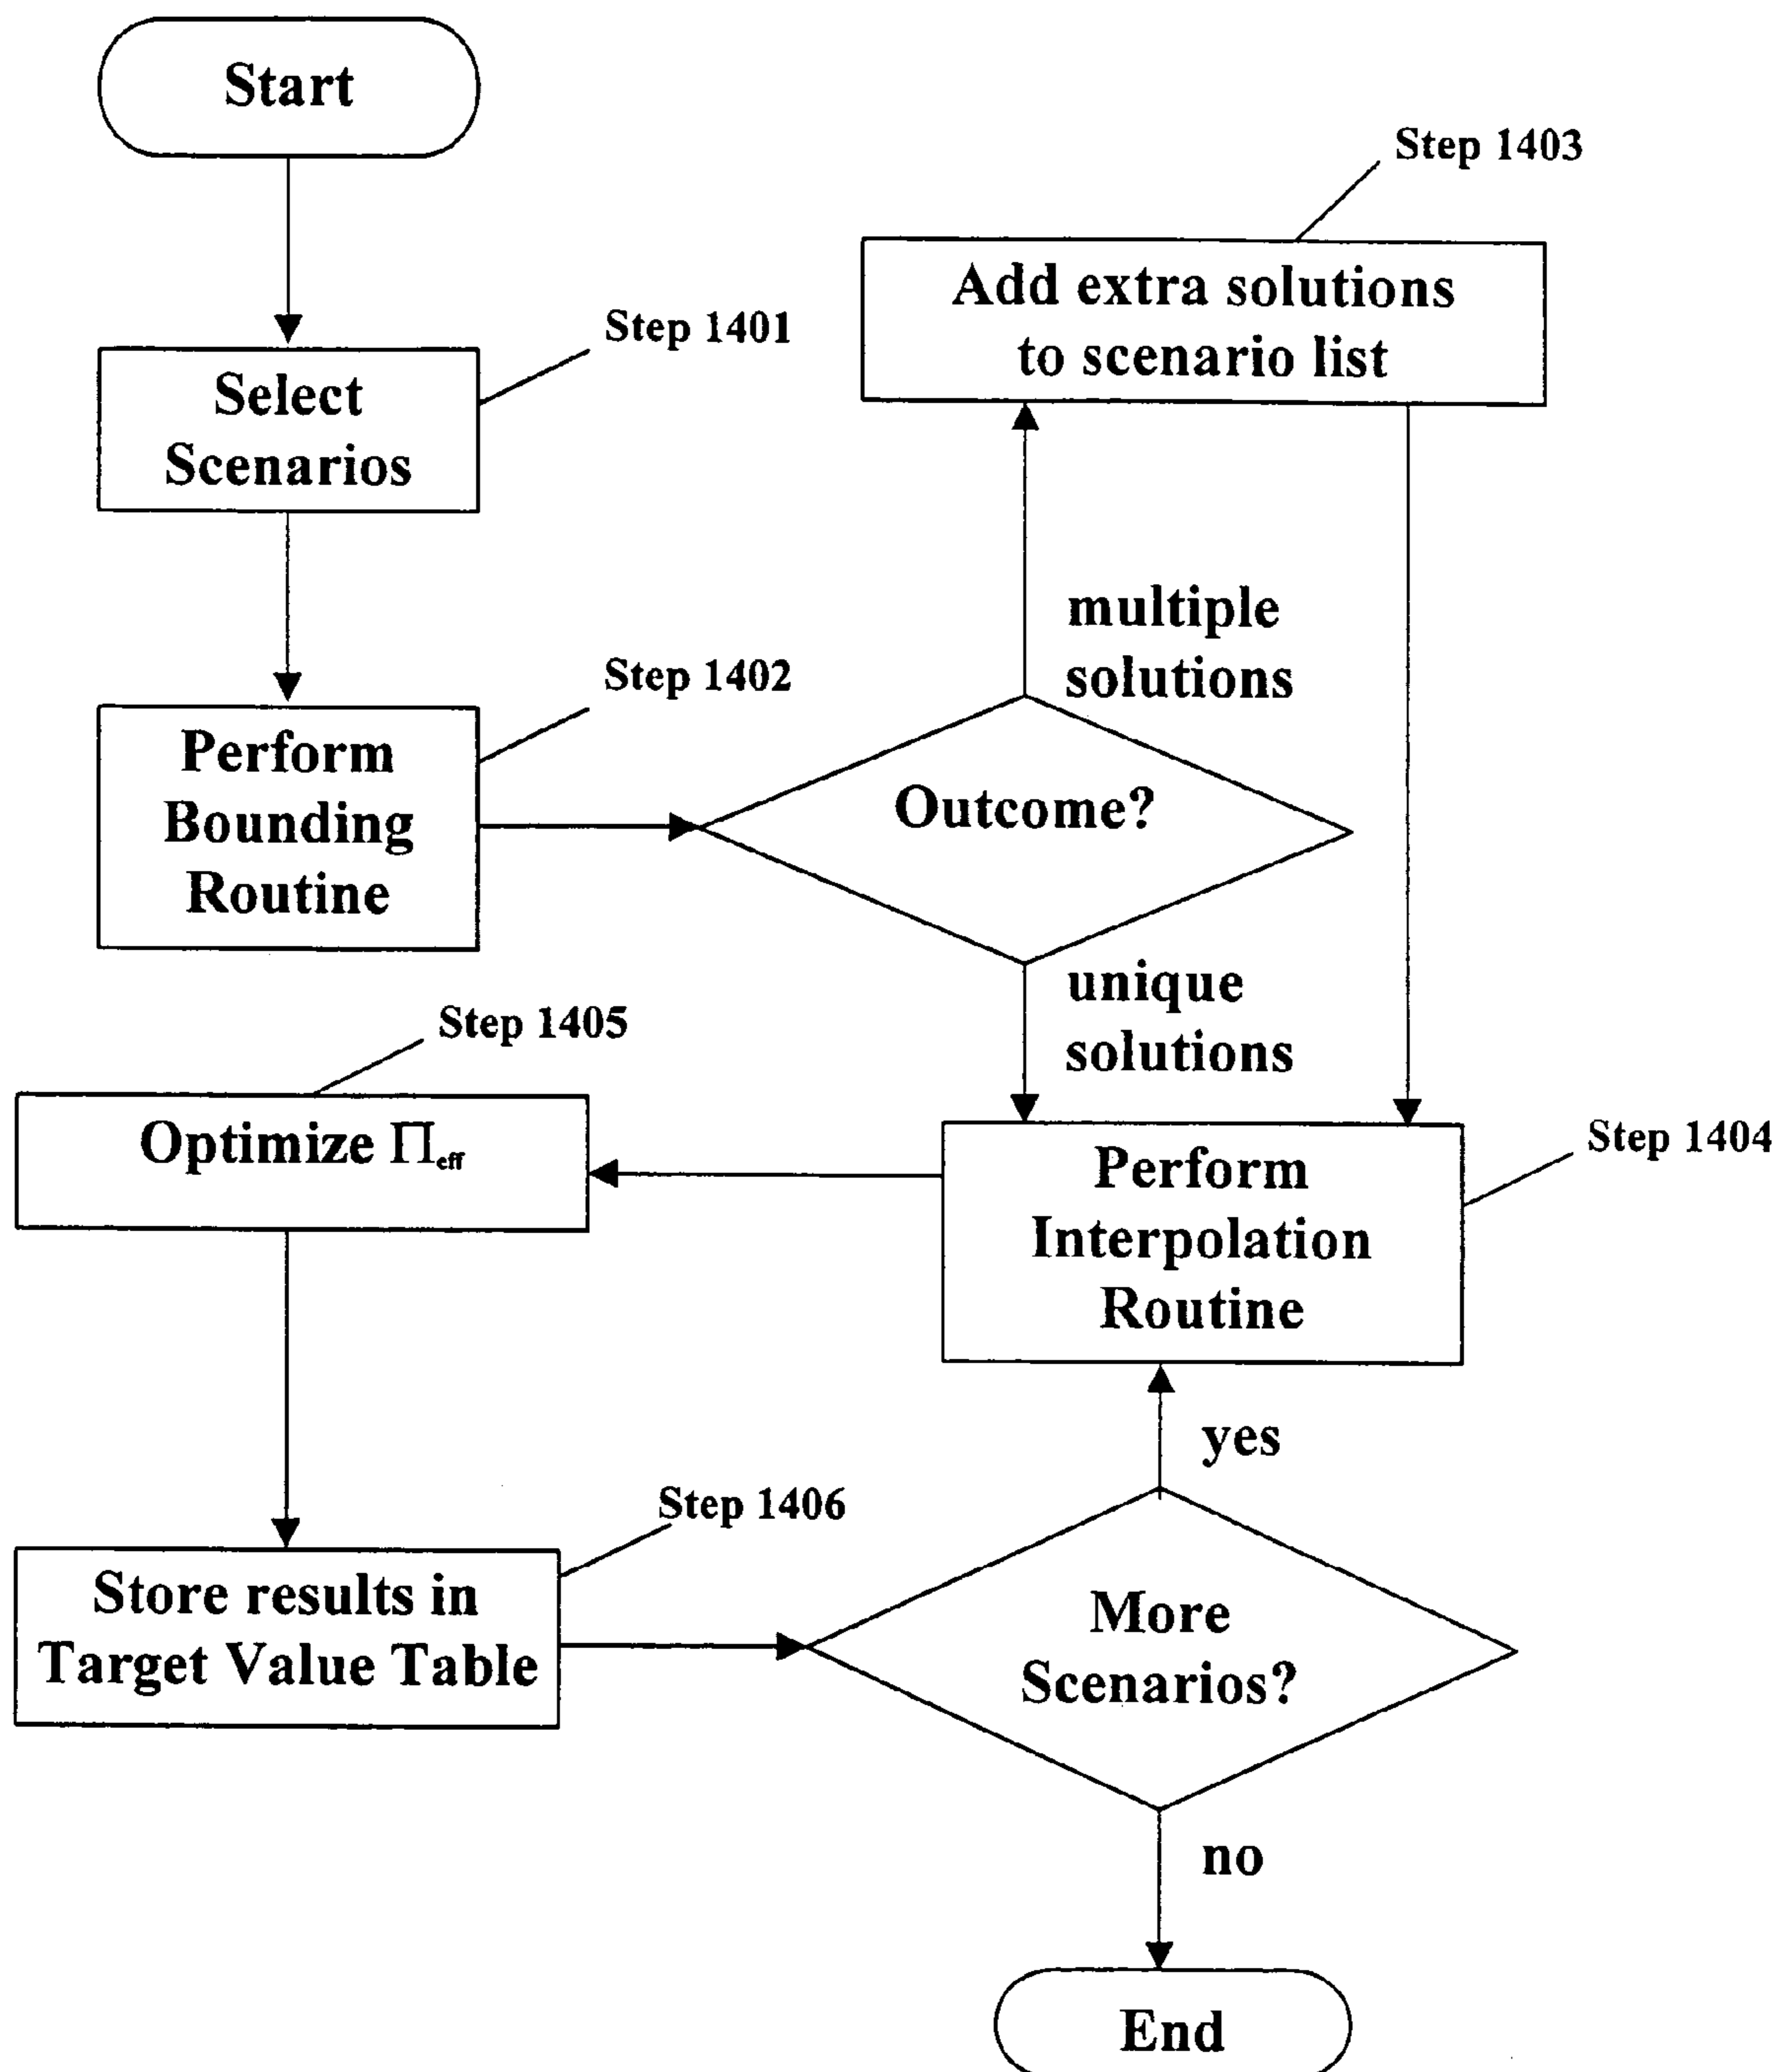 Start
Step 1403
Add extra solutions
to scenario list
Step 1401
Select
Scenarios
multiple
solutions
Step 1402
Perform
Bounding
Routine
Outcome?
unique
solutions
Step 1405
Optimize Πeff
Step 1404
Perform
Interpolation
Routine
yes
Step 1406
Store results in
Target Value Table
More
Scenarios?
no
End